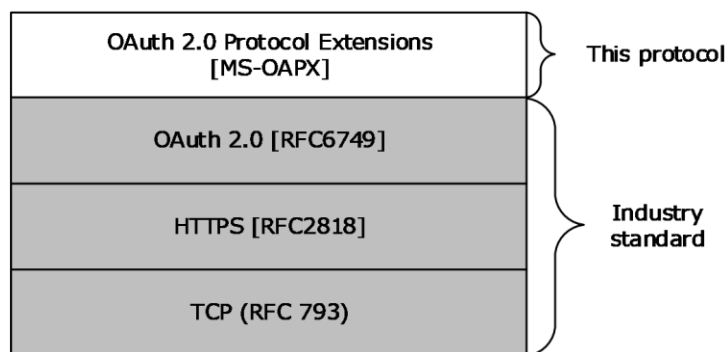 OAuth 2.0 Protocol Extensions
[MS-OAPX]
This protocol
OAuth 2.0 [RFC6749]
HTTPS [RFC2818]
Industry
standard
TCP (RFC 793)